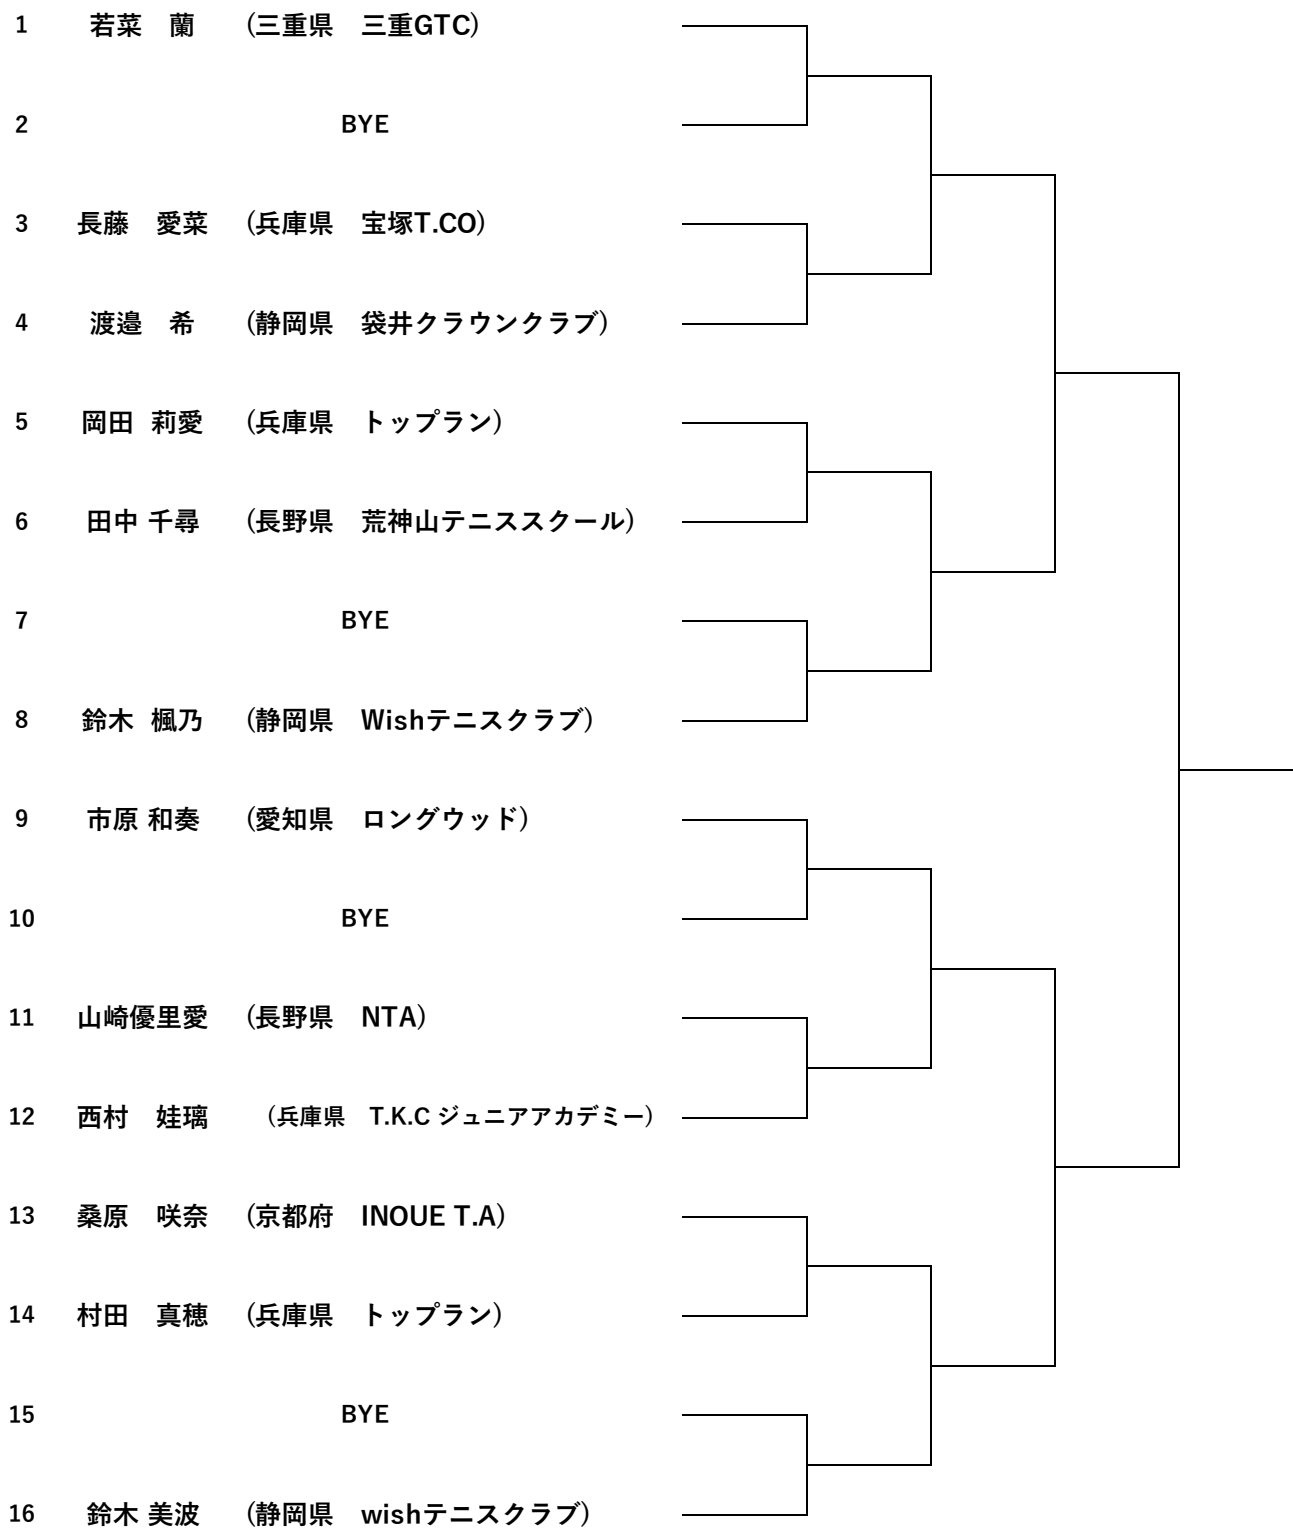 1 若菜　蘭 (三重県　三重GTC)
2 BYE
3 長藤　愛菜 (兵庫県　宝塚T.CO)
4 渡邉　希 (静岡県　袋井クラウンクラブ)
5 岡田 莉愛 (兵庫県　トップラン)
6 田中 千尋 (長野県　荒神山テニススクール)
7 BYE
8 鈴木 楓乃 (静岡県　Wishテニスクラブ)
9 市原 和奏 (愛知県　ロングウッド)
10 BYE
11 山崎優里愛 (長野県　NTA)
12 西村　娃璃 (兵庫県　T.K.C ジュニアアカデミー)
13 桑原　咲奈 (京都府　INOUE T.A)
14 村田　真穂 (兵庫県　トップラン)
15 BYE
16 鈴木 美波 (静岡県　wishテニスクラブ)